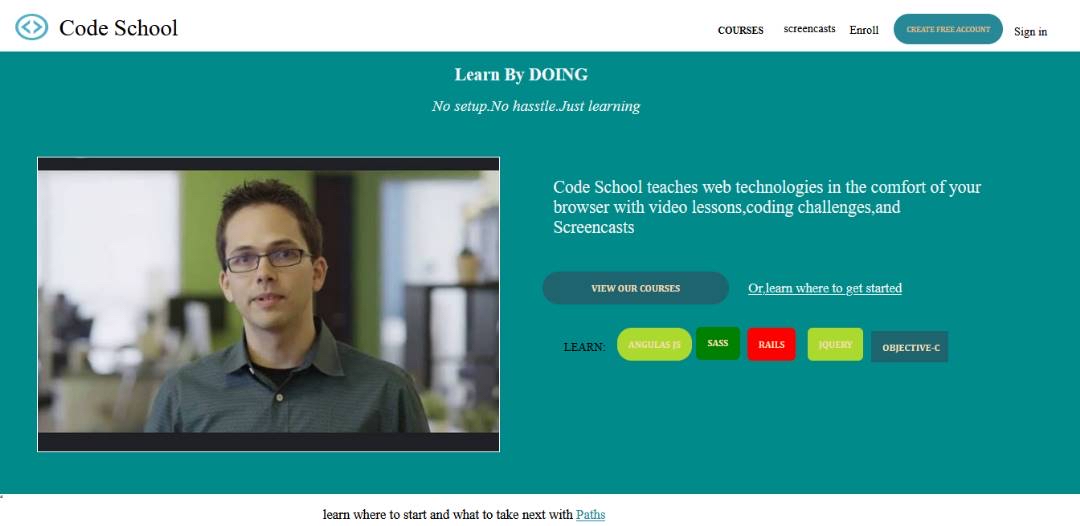 Code School
COURSES screencasts Enroll CREATE FREE ACCOUNT Sign in
Learn By DOING
No setup.No hasstle.Just learning
Code School teaches web technologies in the comfort of your
browser with video lessons,coding challenges,and
Screencasts
VIEW OUR COURSES Or,learn where to get started
LEARN: ANGULAS JS SASS RAILS JQUERY OBJECTIVE-C
learn where to start and what to take next with Paths